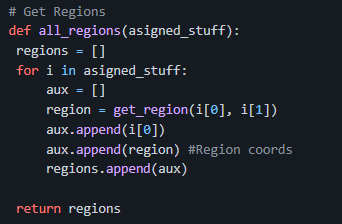 # Get Regions
def all_regions(asigned_stuff):
 regions = []
 for i in asigned_stuff:
     aux = []
     region = get_region(i[0], i[1])
     aux.append(i[0])
     aux.append(region) #Region coords
     regions.append(aux)

 return regions